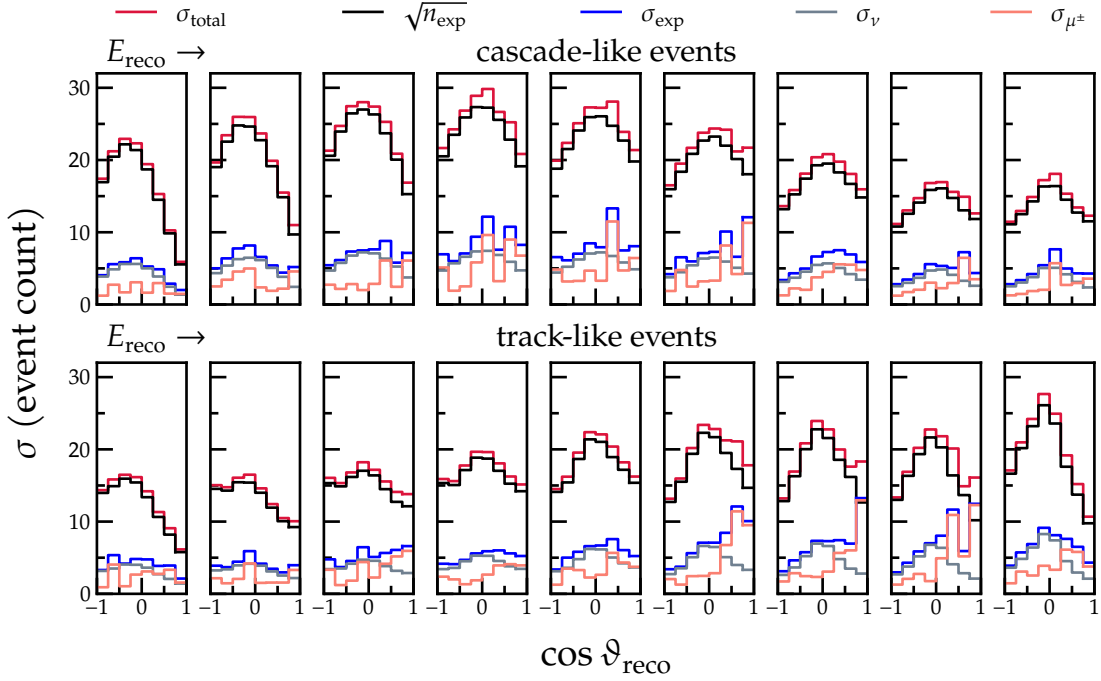 σ_total √n_exp σ_exp σ_ν σ_μ±
E_reco → cascade-like events
30
20
10
0
E_reco → track-like events
30
20
10
0
σ (event count)
−1 0 1 −1 0 1 −1 0 1 −1 0 1 −1 0 1 −1 0 1 −1 0 1 −1 0 1 −1 0 1
cos ϑ_reco